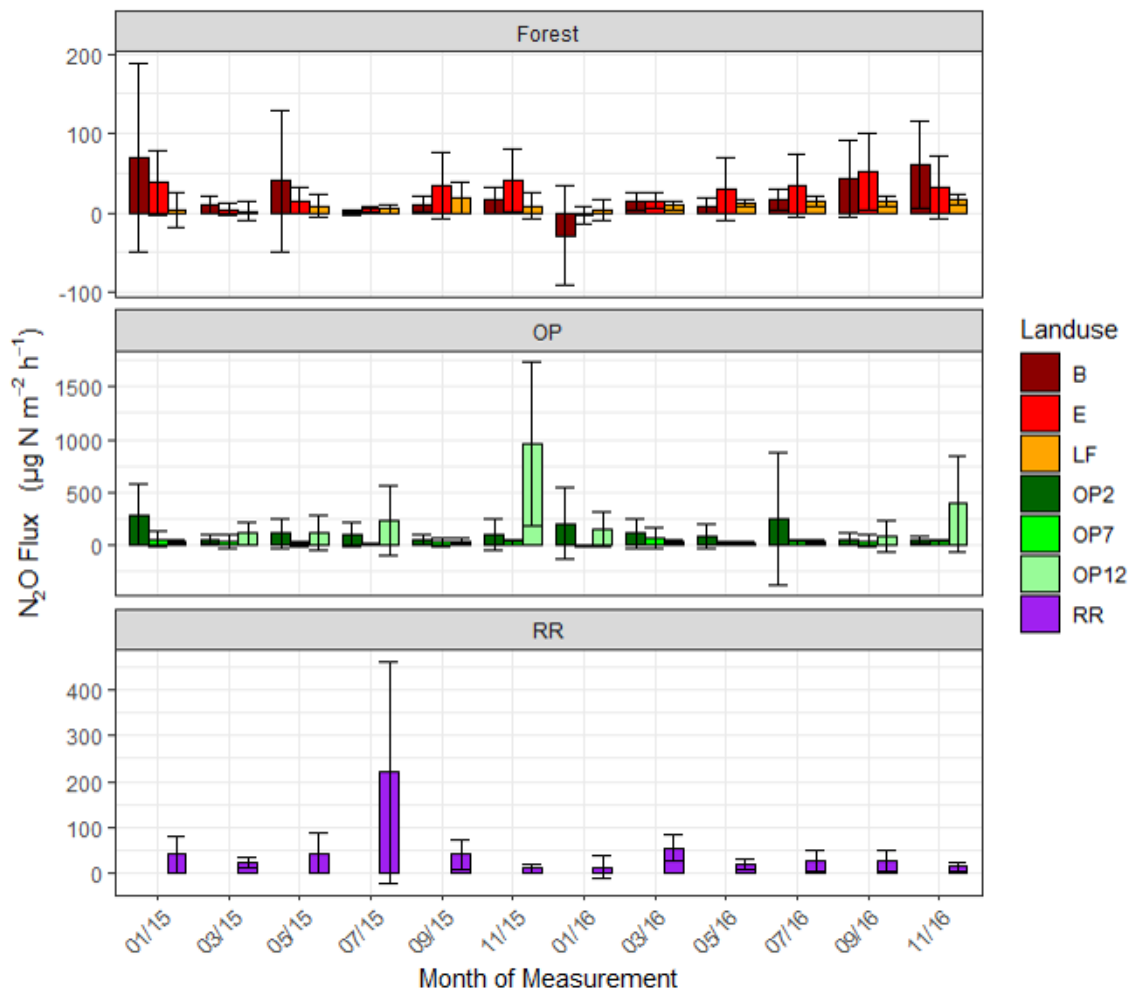 Forest
200
100
0
-100
OP
1500
1000
500
0
RR
400
300
200
100
0
N₂O Flux (µg N m⁻² h⁻¹)
01/15 03/15 05/15 07/15 09/15 11/15 01/16 03/16 05/16 07/16 09/16 11/16
Month of Measurement
Landuse
B
E
LF
OP2
OP7
OP12
RR